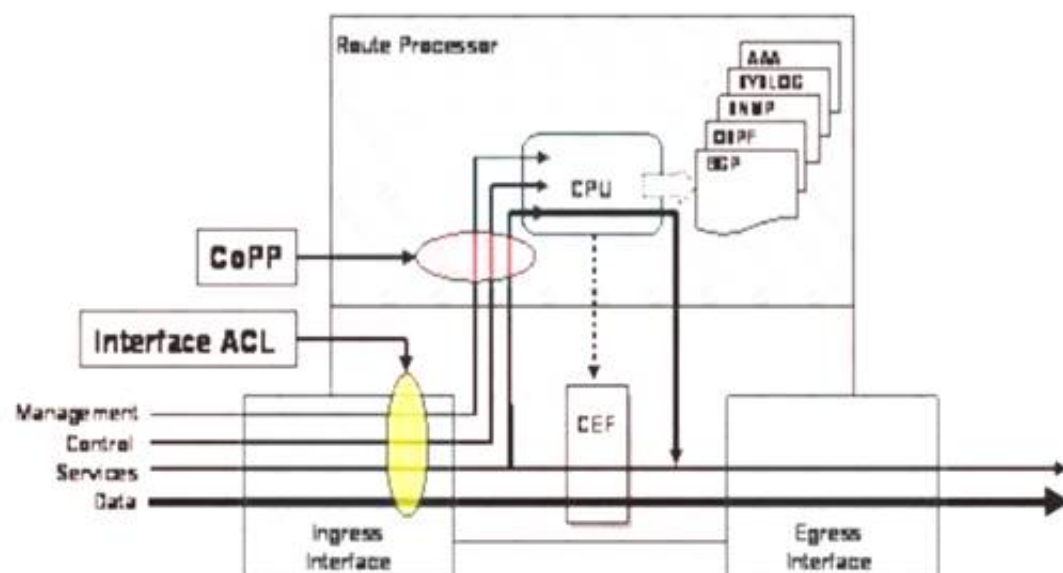 Route Processor
AAA
SYSLOG
SNMP
OSPF
BGP
CPU
CoPP
Interface ACL
Management
Control
Services
Data
CEF
Ingress
Interface
Egress
Interface